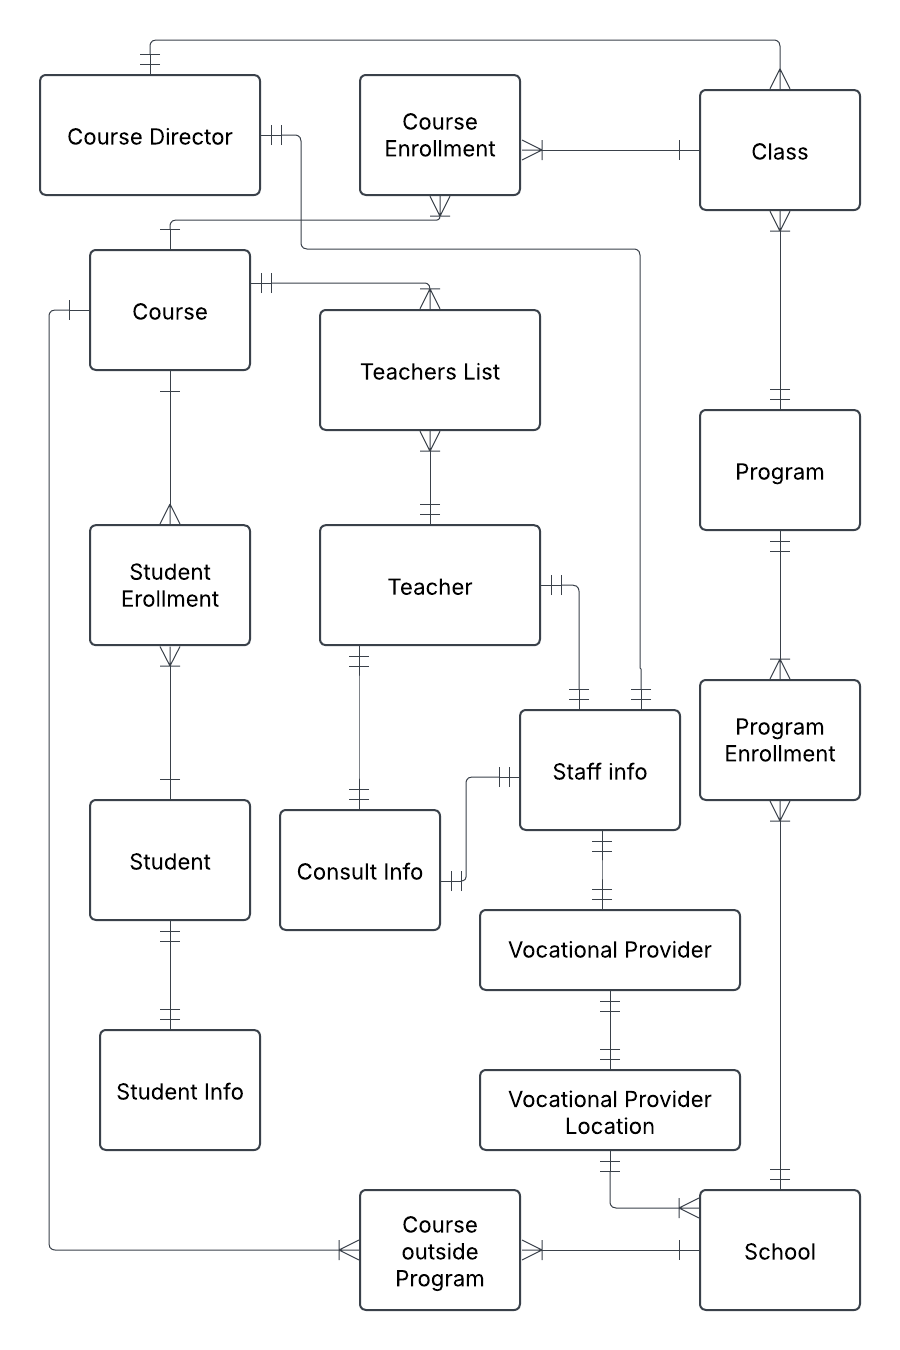 Course Director
Course
Enrollment
Class
Course
Teachers List
Program
Student
Erollment
Teacher
Program
Enrollment
Staff info
Student
Consult Info
Vocational Provider
Student Info
Vocational Provider
Location
Course
outside
Program
School